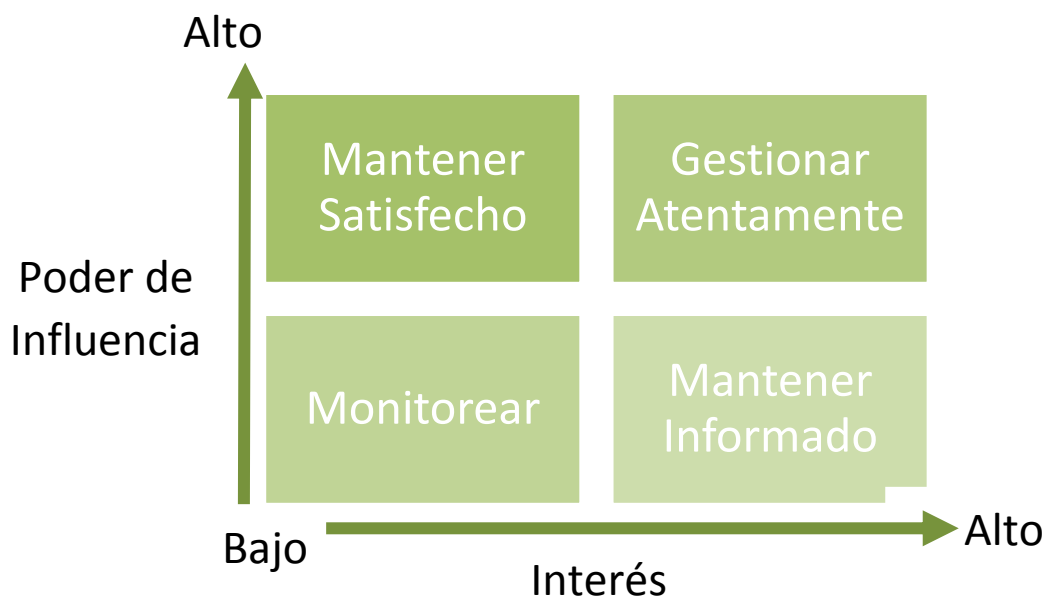 Alto
Mantener
Satisfecho
Gestionar
Atentamente
Poder de
Influencia
Monitorear
Mantener
Informado
Bajo
Alto
Interés